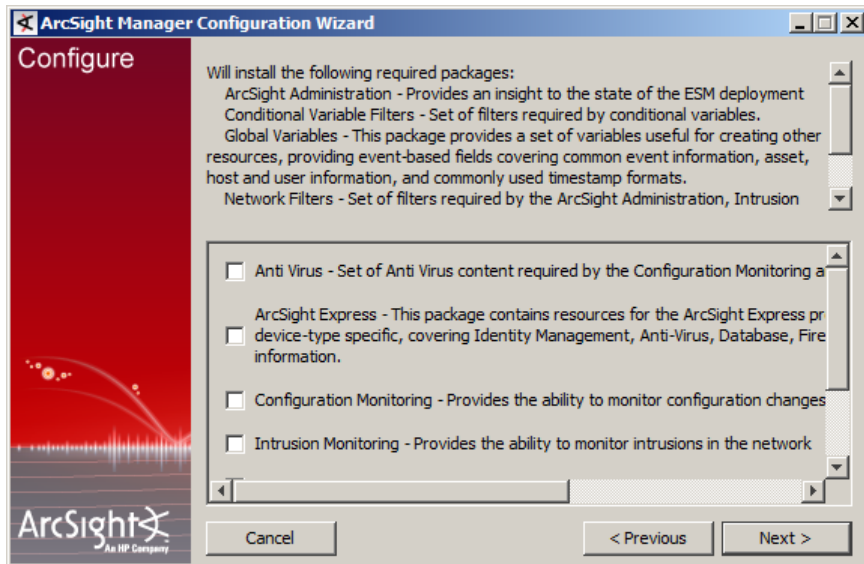 ArcSight Manager Configuration Wizard
Configure
Will install the following required packages:
ArcSight Administration - Provides an insight to the state of the ESM deployment
Conditional Variable Filters - Set of filters required by conditional variables.
Global Variables - This package provides a set of variables useful for creating other
resources, providing event-based fields covering common event information, asset,
host and user information, and commonly used timestamp formats.
Network Filters - Set of filters required by the ArcSight Administration, Intrusion
Anti Virus - Set of Anti Virus content required by the Configuration Monitoring a
ArcSight Express - This package contains resources for the ArcSight Express pr
device-type specific, covering Identity Management, Anti-Virus, Database, Fire
information.
Configuration Monitoring - Provides the ability to monitor configuration changes
Intrusion Monitoring - Provides the ability to monitor intrusions in the network
ArcSight
An HP Company
Cancel
< Previous
Next >